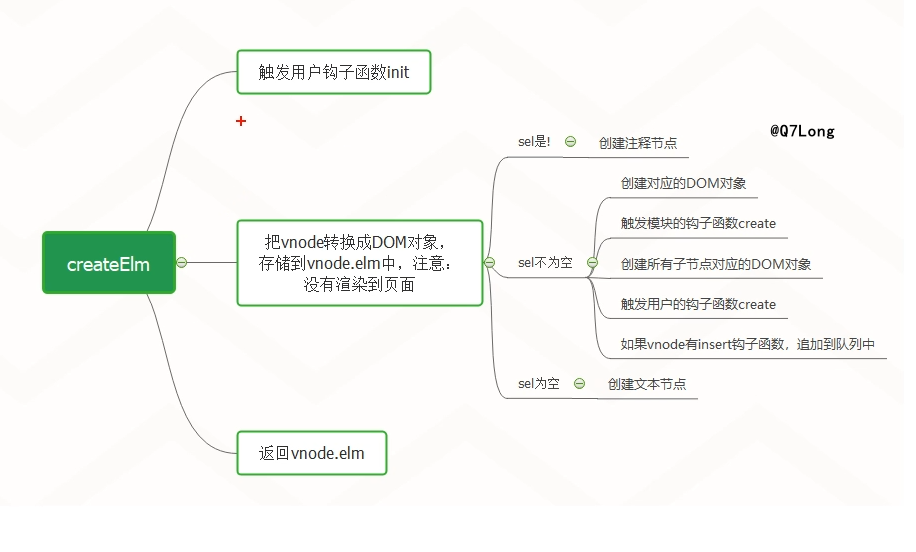 触发用户钩子函数init
@Q7Long
sel是!
创建注释节点
创建对应的DOM对象
触发模块的钩子函数create
createElm
把vnode转换成DOM对象，
存储到vnode.elm中，注意：
没有渲染到页面
sel不为空
创建所有子节点对应的DOM对象
触发用户的钩子函数create
如果vnode有insert钩子函数，追加到队列中
sel为空
创建文本节点
返回vnode.elm